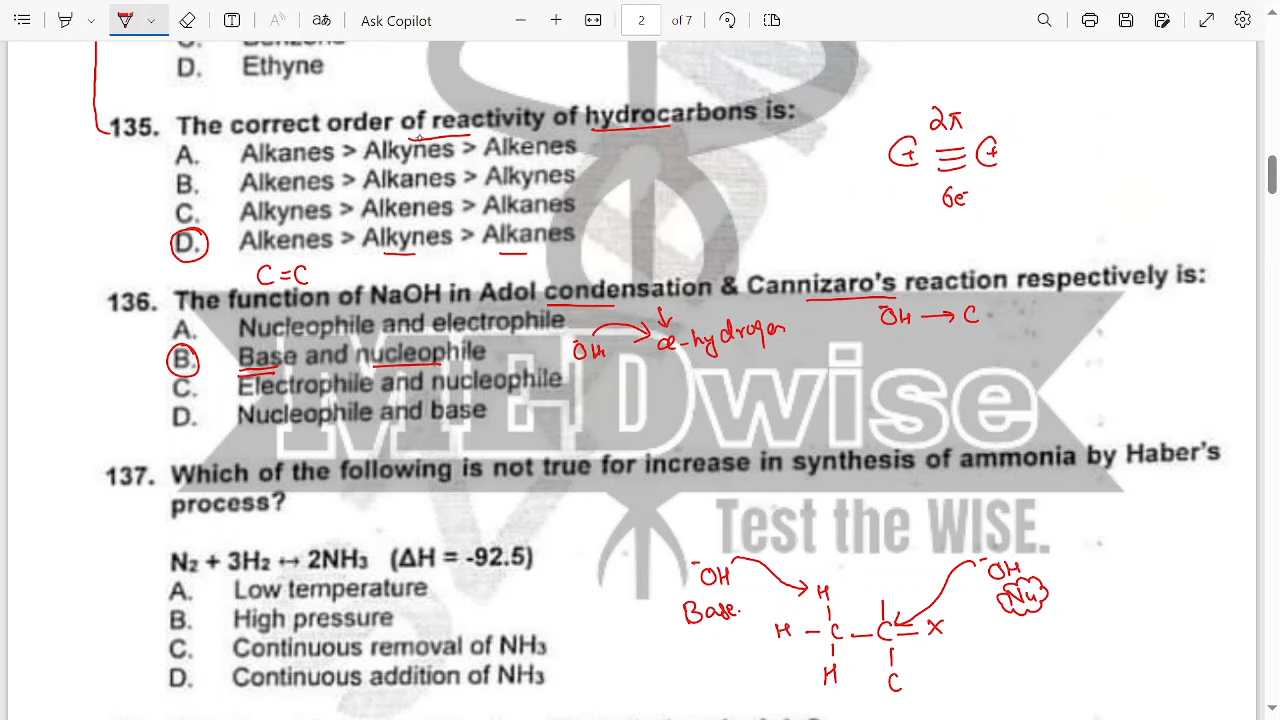 Ask Copilot
2 of 7
D. Ethyne
135. The correct order of reactivity of hydrocarbons is:
A. Alkanes > Alkynes > Alkenes
B. Alkenes > Alkanes > Alkynes
C. Alkynes > Alkenes > Alkanes
D. Alkenes > Alkynes > Alkanes
2π
C ≡ C
6e⁻
C=C
136. The function of NaOH in Adol condensation & Cannizaro's reaction respectively is:
A. Nucleophile and electrophile
B. Base and nucleophile
C. Electrophile and nucleophile
D. Nucleophile and base
⁻OH → α-hydrogen
⁻OH → C
MEDwise
Test the WISE.
137. Which of the following is not true for increase in synthesis of ammonia by Haber's
process?
N₂ + 3H₂ ↔ 2NH₃ (ΔH = -92.5)
A. Low temperature
B. High pressure
C. Continuous removal of NH₃
D. Continuous addition of NH₃
⁻OH
Base.
⁻OH
Nu
H
H – C – C = X
H C